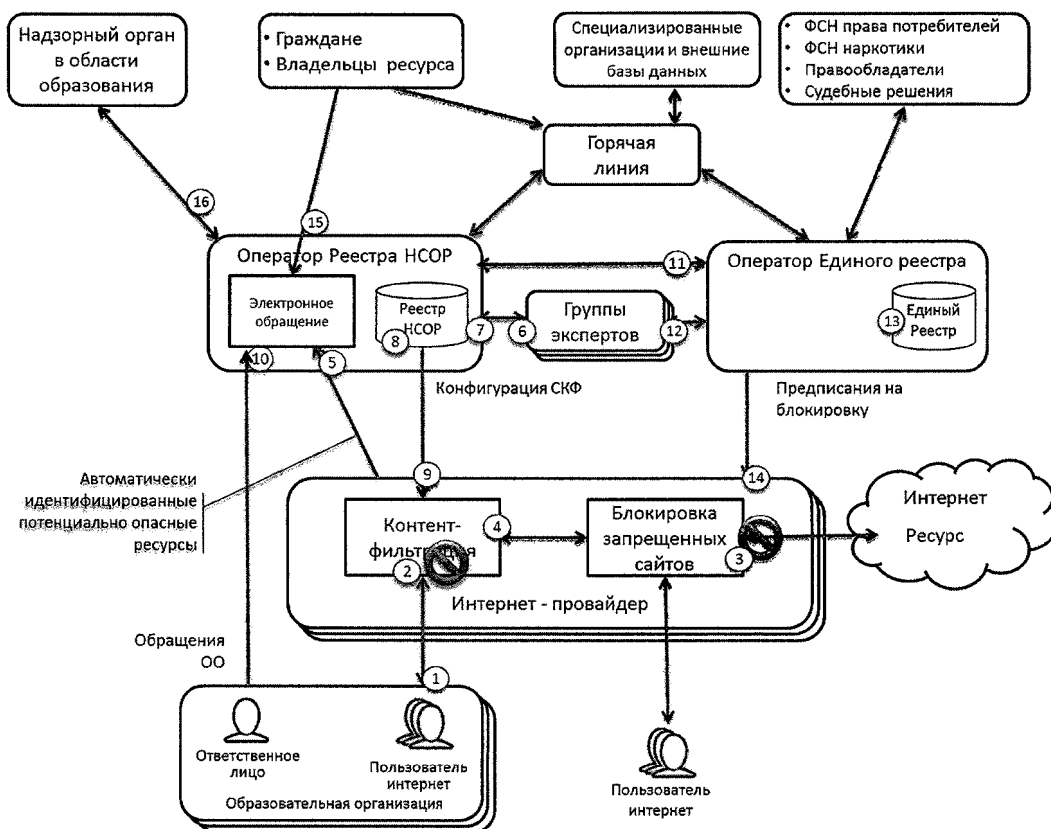 Надзорный орган
в области
образования
• Граждане
• Владельцы ресурса
Специализированные
организации и внешние
базы данных
• ФСН права потребителей
• ФСН наркотики
• Правообладатели
• Судебные решения
Горячая
линия
16
15
Оператор Реестра НСОР
11
Оператор Единого реестра
Электронное
обращение
Реестр
НСОР
8
7
6
Группы
экспертов
12
13
Единый
Реестр
10
5
Конфигурация СКФ
Предписания на
блокировку
Автоматически
идентифицированные
потенциально опасные
ресурсы
9
14
Контент-
фильтрация
4
2
Блокировка
запрещенных
сайтов
3
Интернет
Ресурс
Интернет - провайдер
Обращения
ОО
1
Ответственное
лицо
Пользователь
интернет
Образовательная организация
Пользователь
интернет